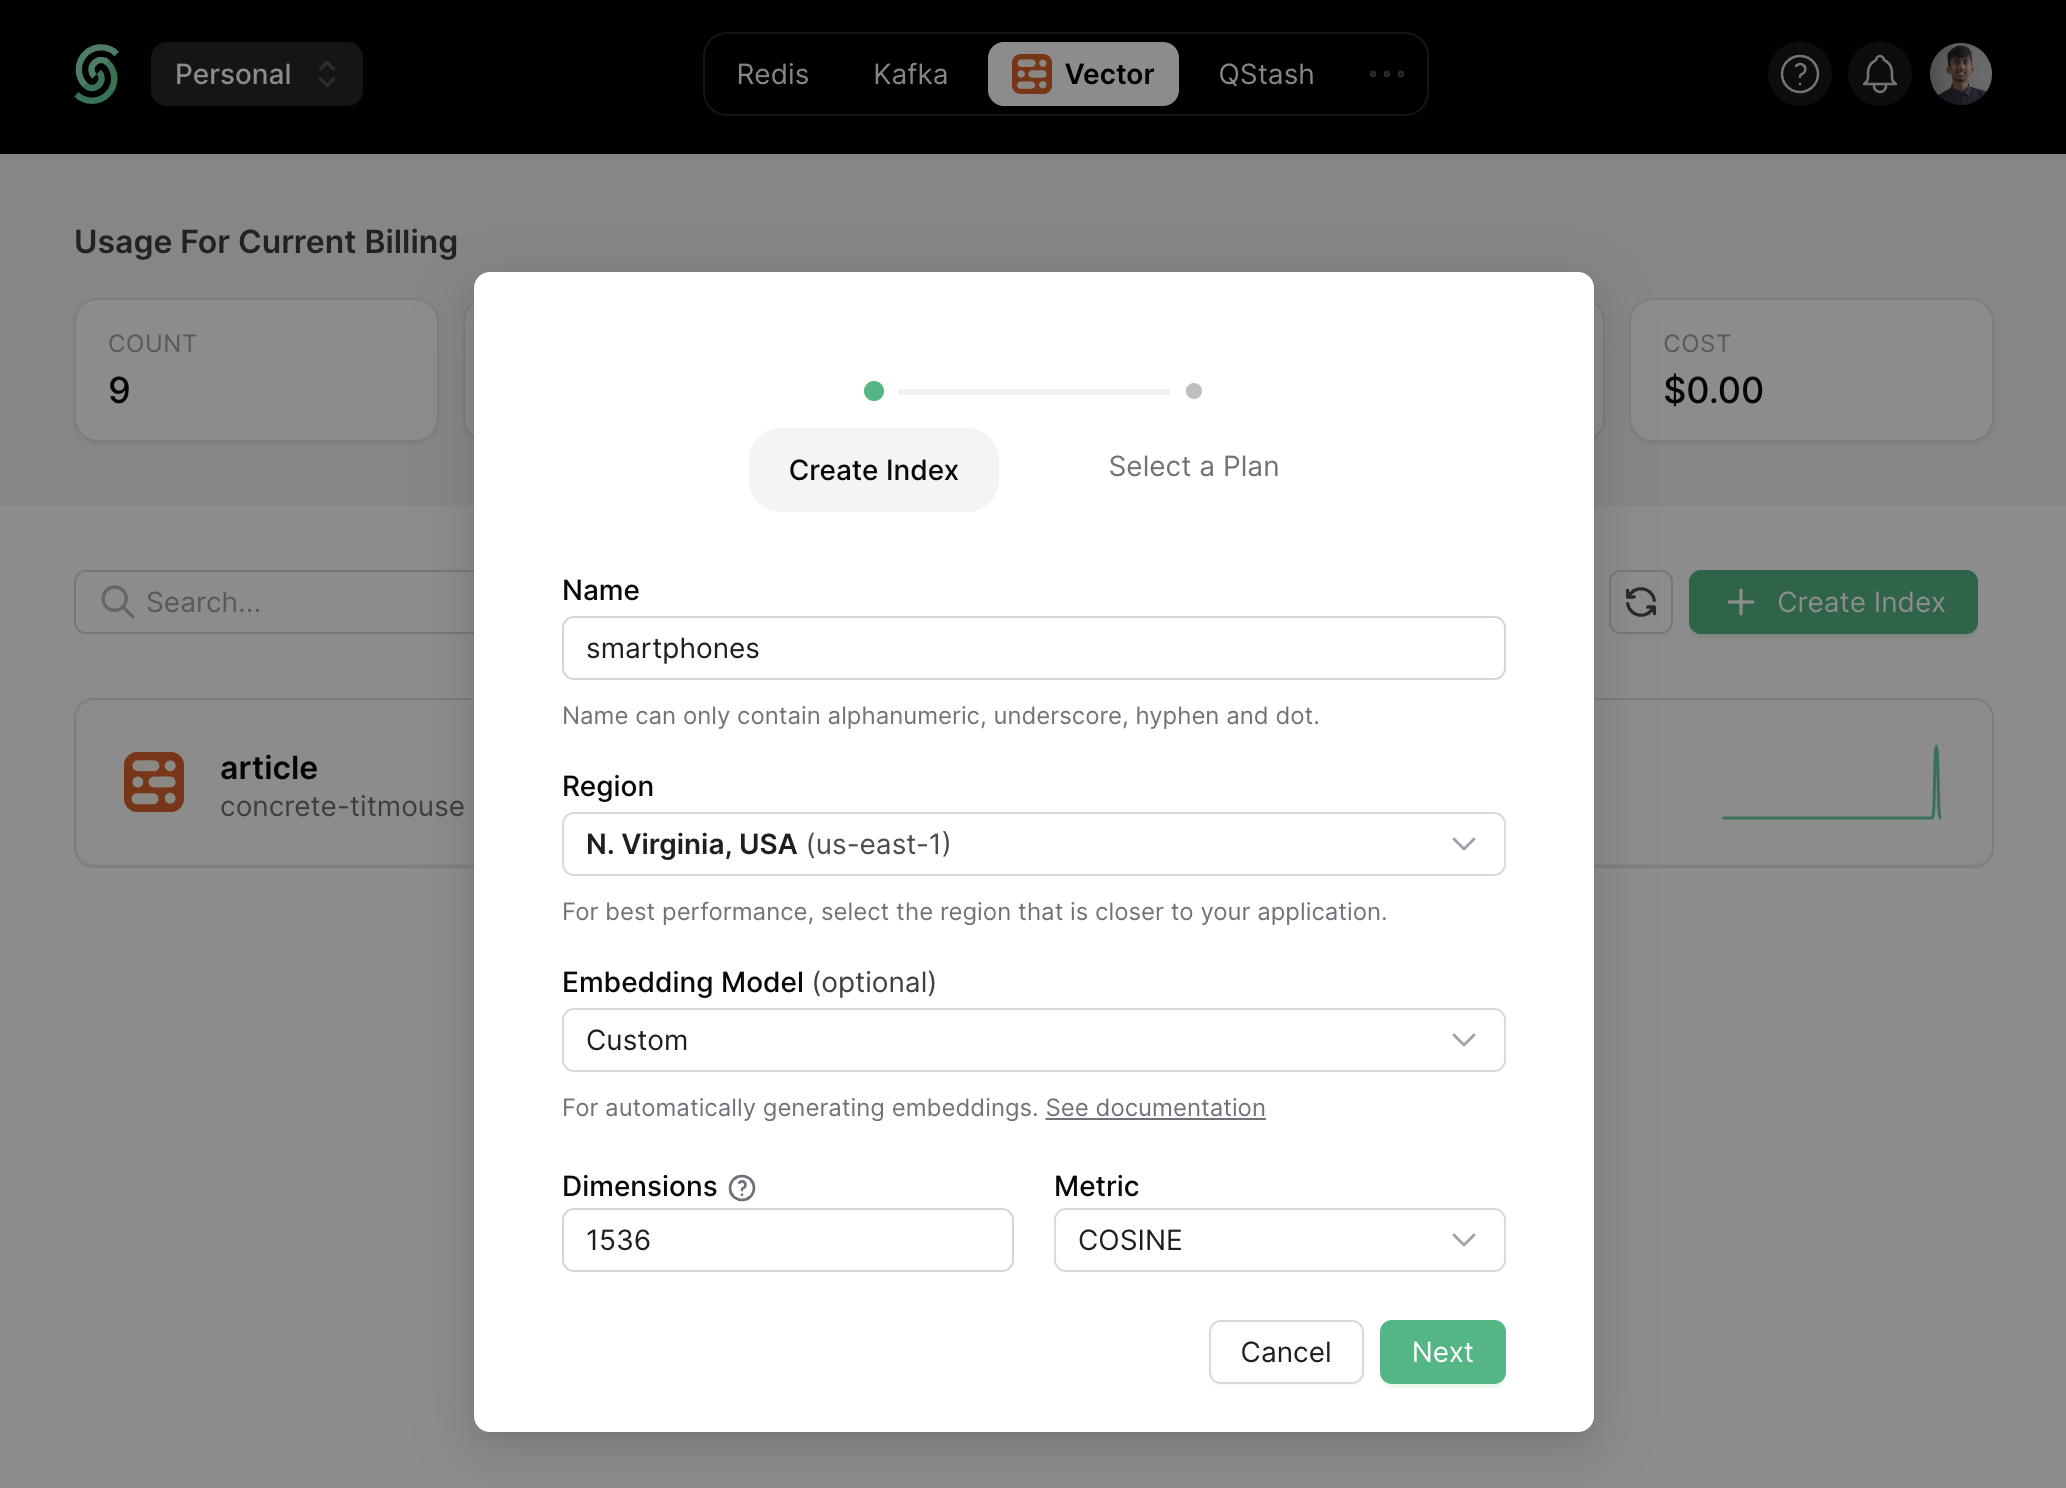 Personal
Redis
Kafka
Vector
QStash
Usage For Current Billing
COUNT
9
COST
$0.00
Search...
Create Index
article
concrete-titmouse
Create Index
Select a Plan
Name
smartphones
Name can only contain alphanumeric, underscore, hyphen and dot.
Region
N. Virginia, USA (us-east-1)
For best performance, select the region that is closer to your application.
Embedding Model (optional)
Custom
For automatically generating embeddings. See documentation
Dimensions
Metric
1536
COSINE
Cancel
Next